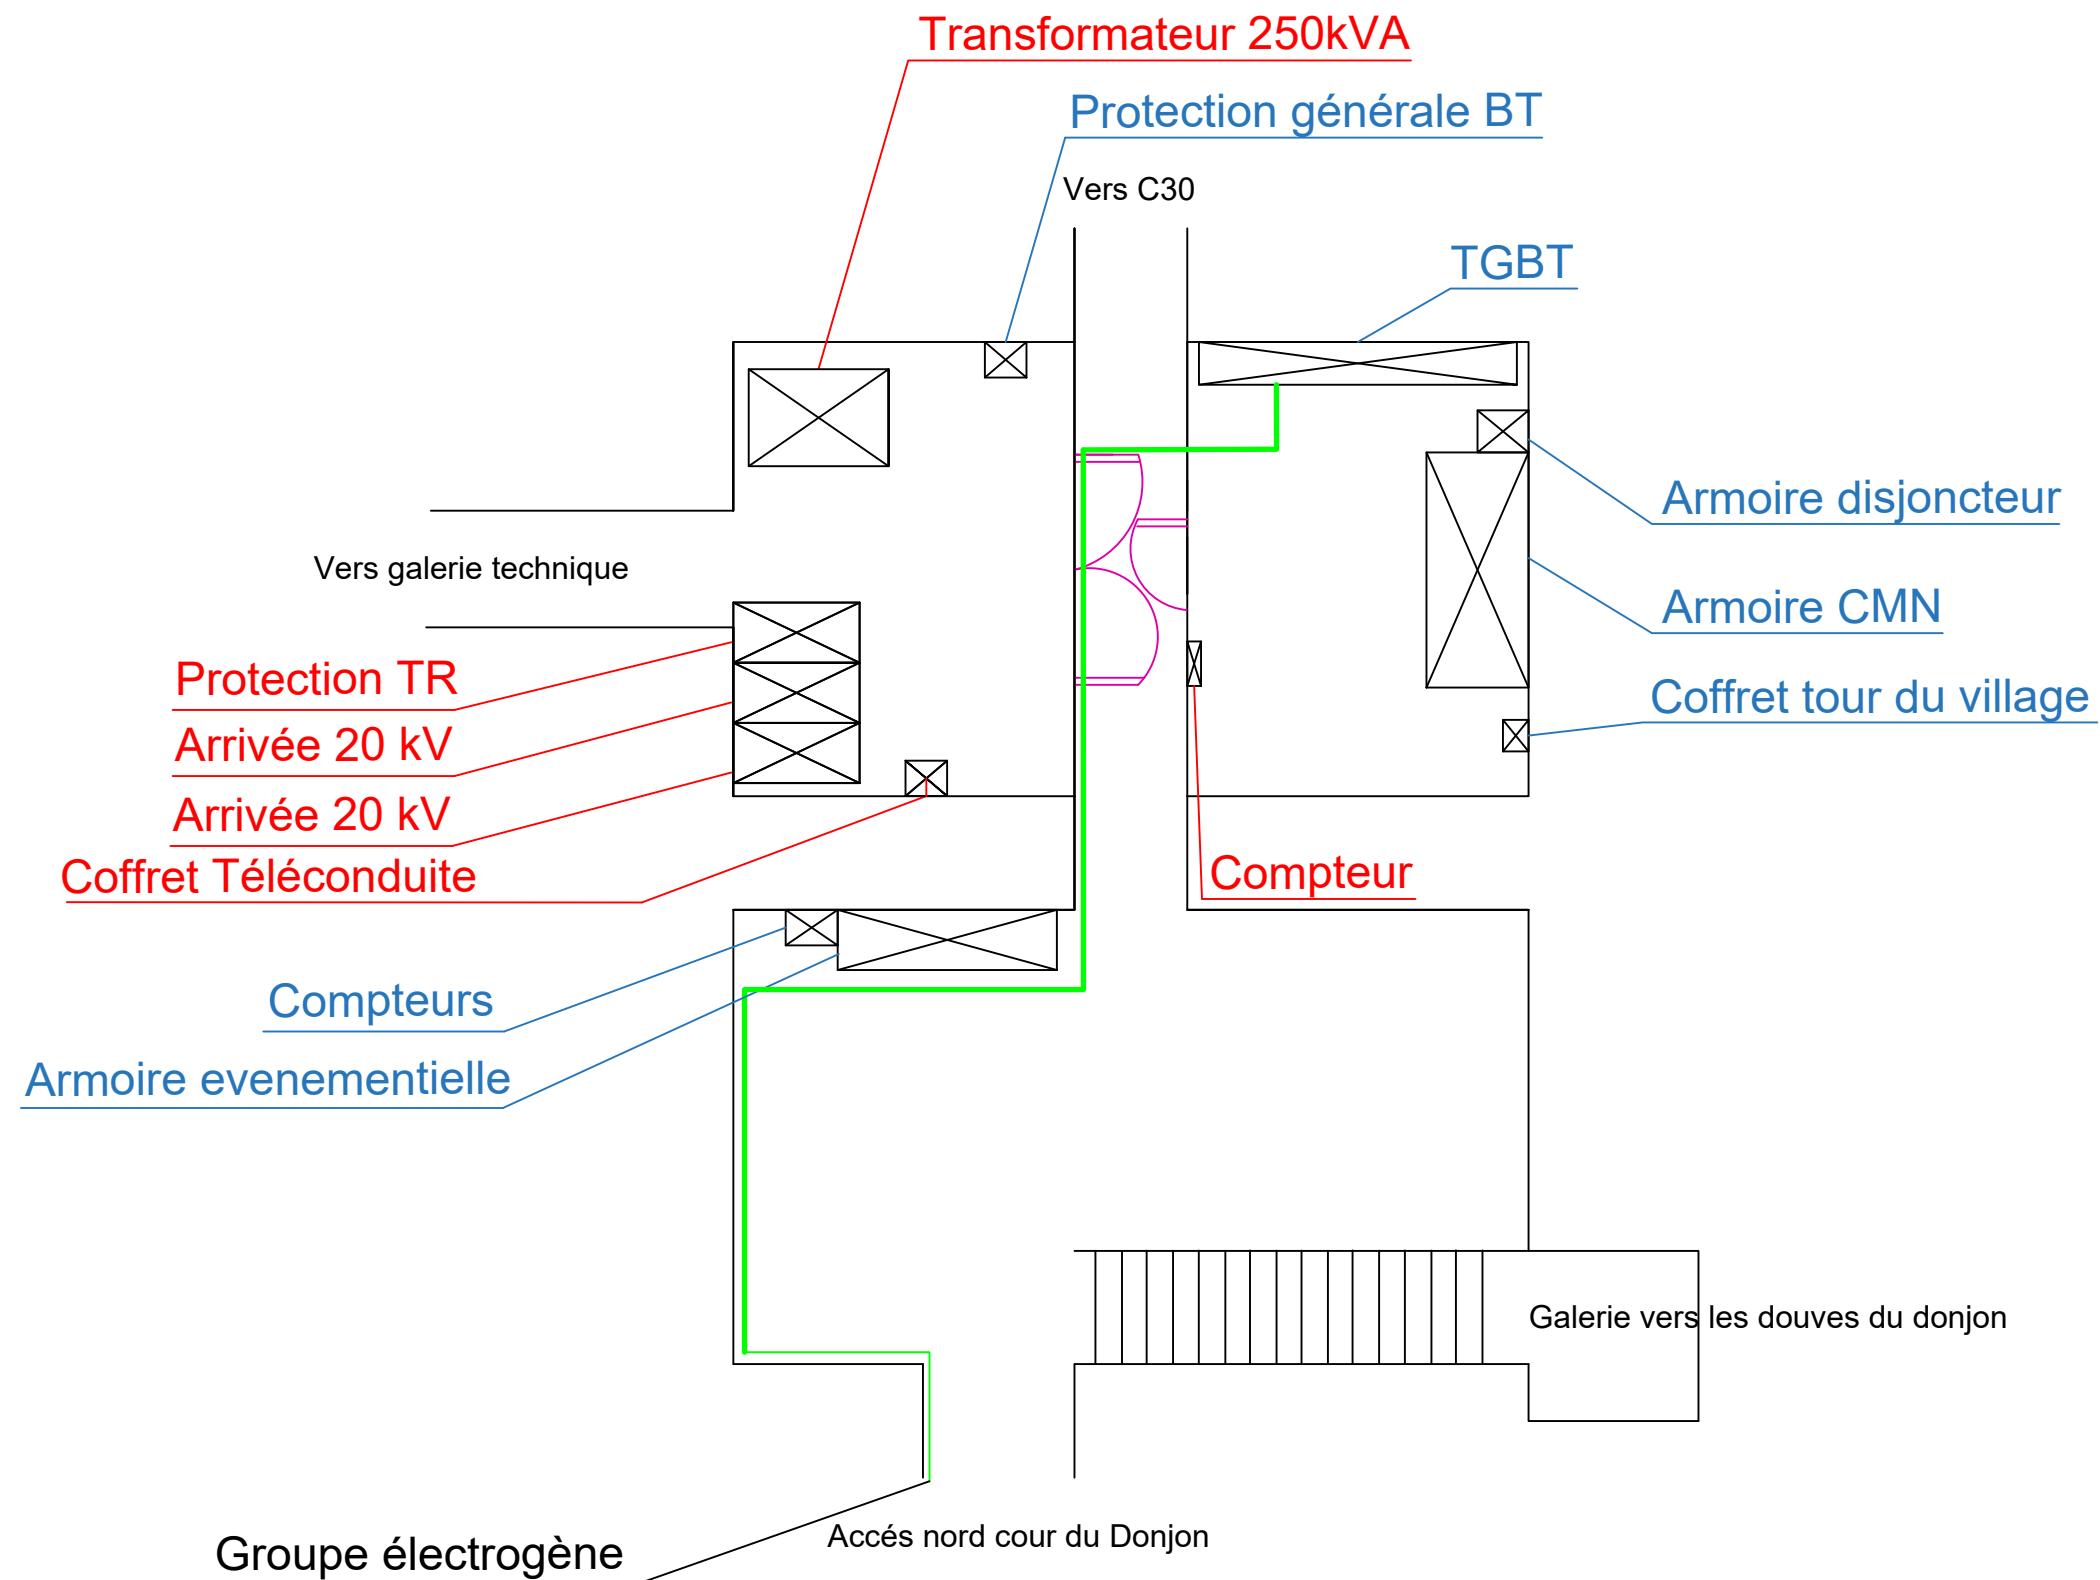 Transformateur 250kVA
Protection générale BT
Vers C30
TGBT
Armoire disjoncteur
Vers galerie technique
Armoire CMN
Protection TR
Coffret tour du village
Arrivée 20 kV
Arrivée 20 kV
Coffret Téléconduite
Compteur
Compteurs
Armoire evenementielle
Galerie vers les douves du donjon
Accés nord cour du Donjon
Groupe électrogène